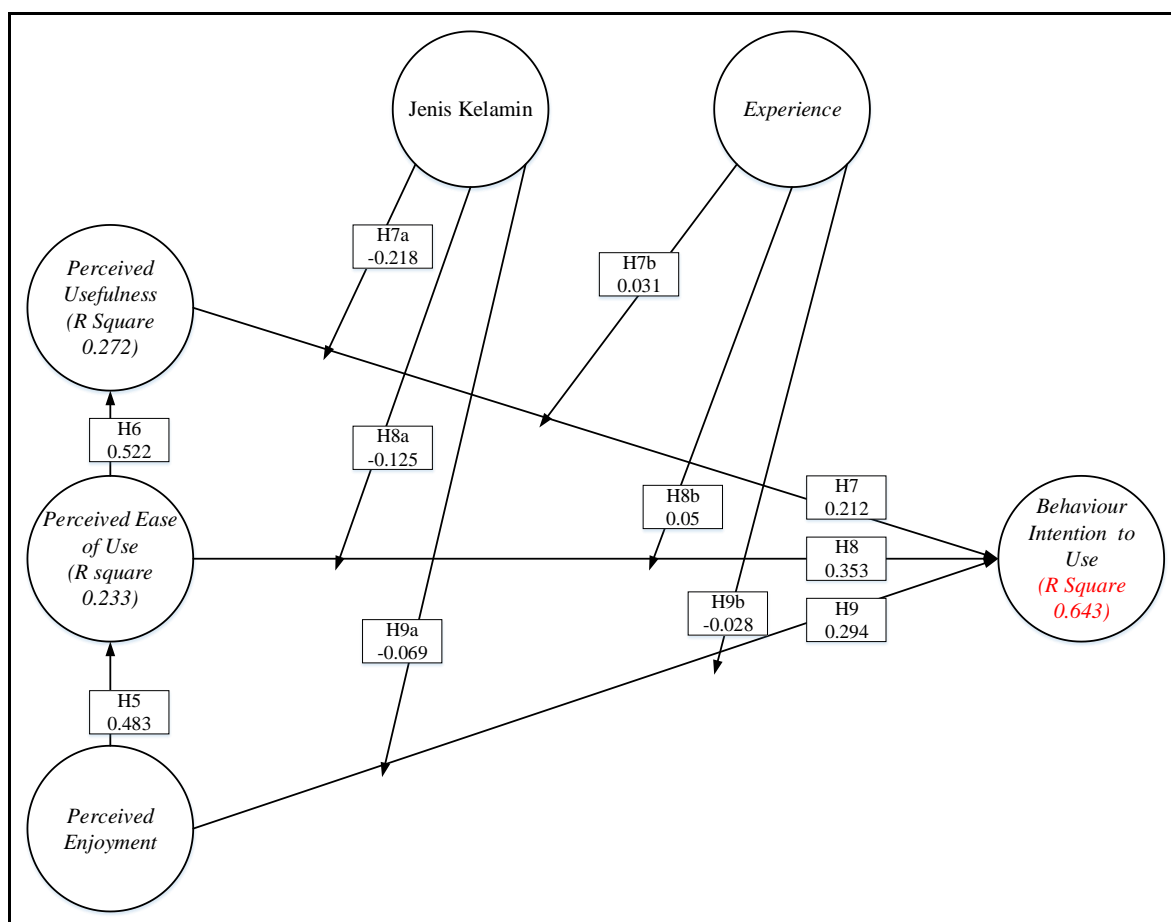 Jenis Kelamin
Experience
H7a
-0.218
H7b
0.031
Perceived
Usefulness
(R Square
0.272)
H6
0.522
H8a
-0.125
H8b
0.05
H7
0.212
Perceived Ease
of Use
(R square
0.233)
H8
0.353
Behaviour
Intention to
Use
(R Square
0.643)
H9a
-0.069
H9b
-0.028
H9
0.294
H5
0.483
Perceived
Enjoyment